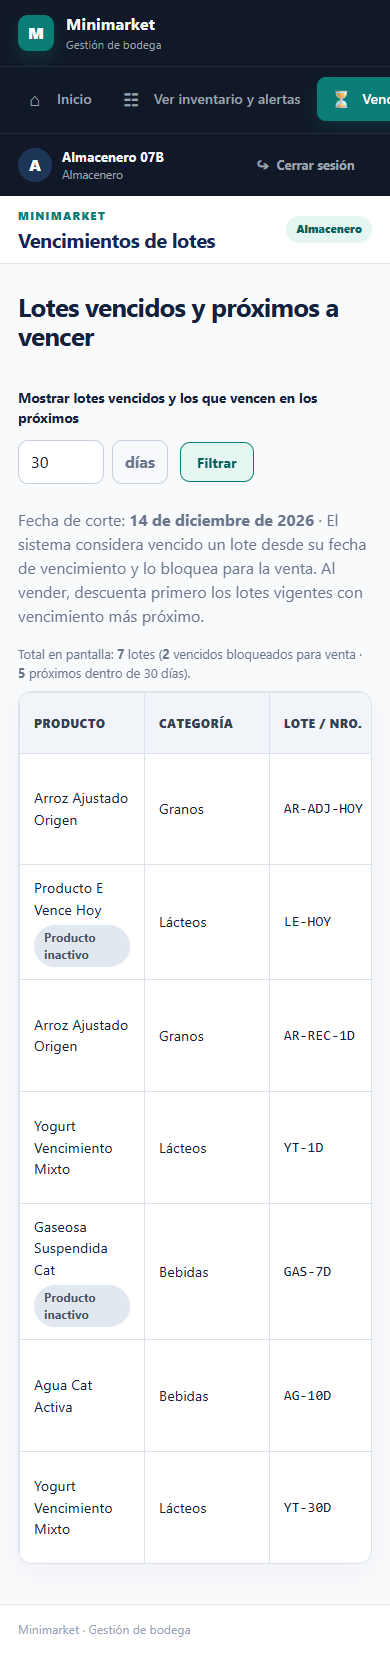 M
Minimarket
Gestión de bodega
Inicio
Ver inventario y alertas
Venc
A
Almacenero 07B
Almacenero
Cerrar sesión
MINIMARKET
Vencimientos de lotes
Almacenero
Lotes vencidos y próximos a
vencer
Mostrar lotes vencidos y los que vencen en los
próximos
30
días
Filtrar
Fecha de corte: 14 de diciembre de 2026 · El
sistema considera vencido un lote desde su fecha
de vencimiento y lo bloquea para la venta. Al
vender, descuenta primero los lotes vigentes con
vencimiento más próximo.
Total en pantalla: 7 lotes (2 vencidos bloqueados para venta ·
5 próximos dentro de 30 días).
PRODUCTO CATEGORÍA LOTE / NRO.
Arroz Ajustado
Origen
Granos
AR-ADJ-HOY
Producto E
Vence Hoy
Producto
inactivo
Lácteos
LE-HOY
Arroz Ajustado
Origen
Granos
AR-REC-1D
Yogurt
Vencimiento
Mixto
Lácteos
YT-1D
Gaseosa
Suspendida
Cat
Producto
inactivo
Bebidas
GAS-7D
Agua Cat
Activa
Bebidas
AG-10D
Yogurt
Vencimiento
Mixto
Lácteos
YT-30D
Minimarket · Gestión de bodega